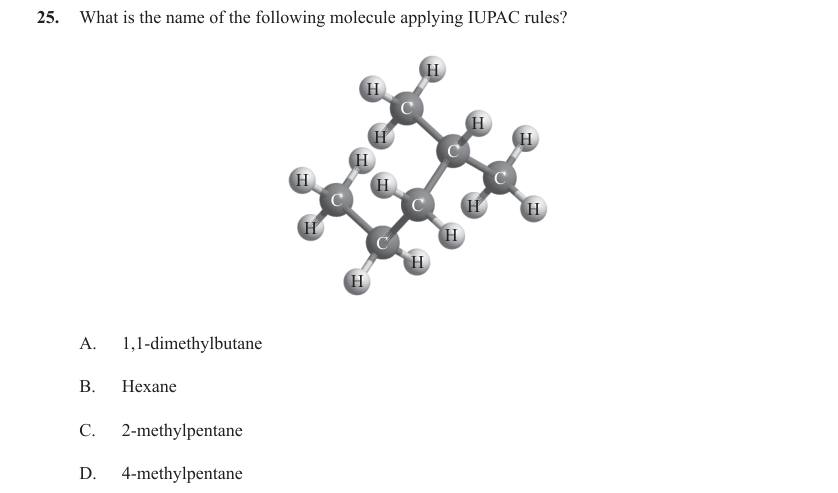 25. What is the name of the following molecule applying IUPAC rules?
H
H
C
H
H
C
H
H
H
H
C
C
C
H
H
H
H
C
H
H
A. 1,1-dimethylbutane
B. Hexane
C. 2-methylpentane
D. 4-methylpentane